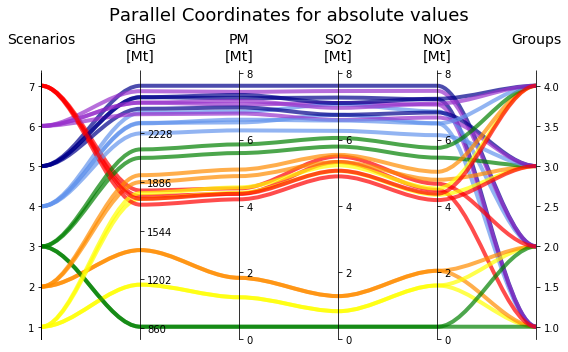 Parallel Coordinates for absolute values
Scenarios GHG PM SO2 NOx Groups
[Mt] [Mt] [Mt] [Mt]
8 8 8
7 4.0
6 2228 6 6 6 3.5
5 1886 3.0
4 1544 4 4 4 2.5
3 2.0
2 1202 2 2 2 1.5
1 860 1.0
0 0 0